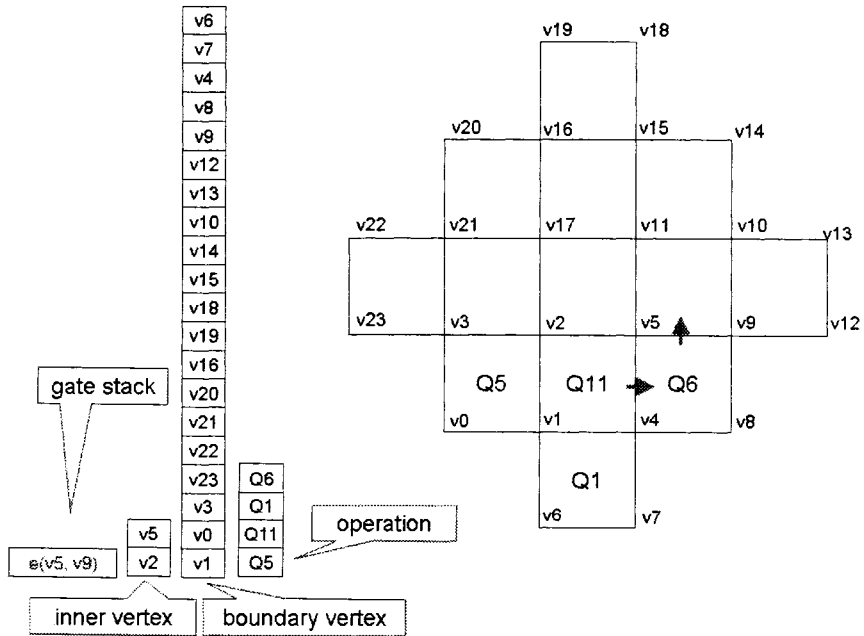 v6
v7
v4
v8
v9
v12
v13
v10
v14
v15
v18
v19
v16
v20
v21
v22
v23 Q6
v3 Q1
v5 v0 Q11
e(v5, v9) v2 v1 Q5
gate stack
operation
inner vertex
boundary vertex
v19 v18
v20 v16 v15 v14
v22 v21 v17 v11 v10 v13
v23 v3 v2 v5 v9 v12
Q5 Q11 Q6
v0 v1 v4 v8
Q1
v6 v7